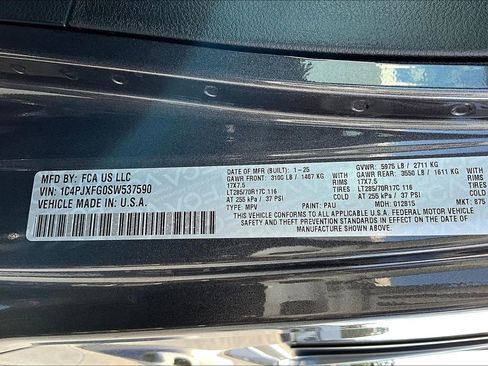 MFD BY: FCA US LLC
VIN: 1C4PJXFG0SW537590
VEHICLE MADE IN: U.S.A.
DATE OF MFR (BUILT): 1-25 GVWR: 5975 LB / 2711 KG
GAWR FRONT: 3100 LB / 1407 KG WITH GAWR REAR: 3550 LB / 1611 KG WITH
17X7.5 RIMS 17X7.5 RIMS
LT285/70R17C 116 TIRES LT285/70R17C 116 TIRES
AT 255 kPa / 37 PSI COLD AT 255 kPa / 37 PSI COLD
TYPE: MPV PAINT: PAU MDH: 012815 MKT: 875
THIS VEHICLE CONFORMS TO ALL APPLICABLE U.S.A. FEDERAL MOTOR VEHICLE
SAFETY AND THEFT PREVENTION STANDARDS IN EFFECT ON THE DATE OF
MANUFACTURE SHOWN ABOVE.